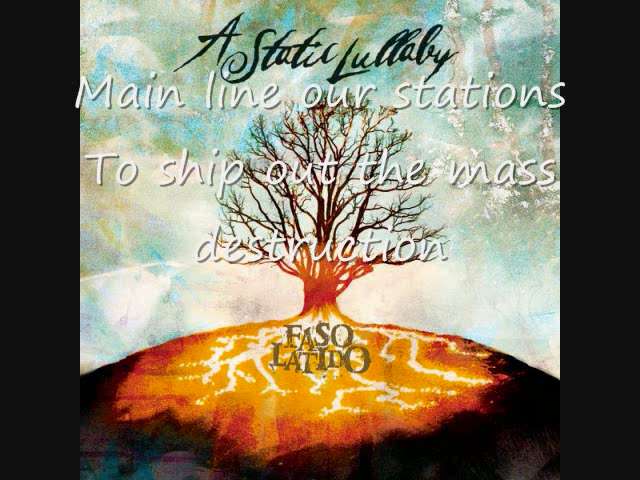 A Static Lullaby
Main line our stations
To ship out the mass
destruction
FASO
LATIDO